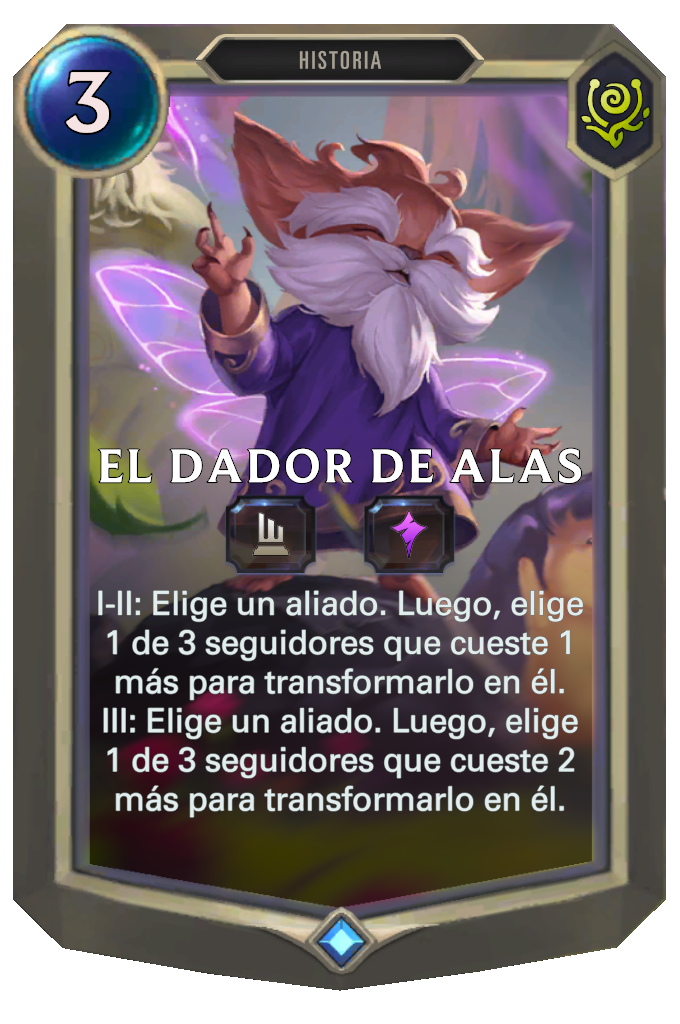 3
HISTORIA
EL DADOR DE ALAS
I-II: Elige un aliado. Luego, elige
1 de 3 seguidores que cueste 1
más para transformarlo en él.
III: Elige un aliado. Luego, elige
1 de 3 seguidores que cueste 2
más para transformarlo en él.